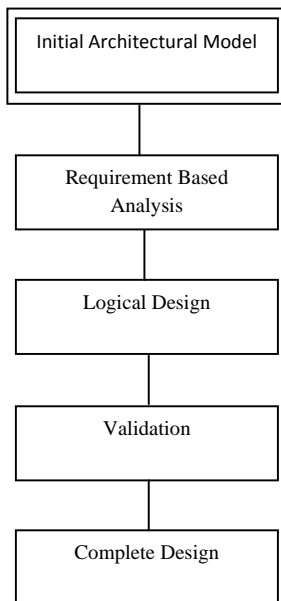 Initial Architectural Model
Requirement Based
Analysis
Logical Design
Validation
Complete Design